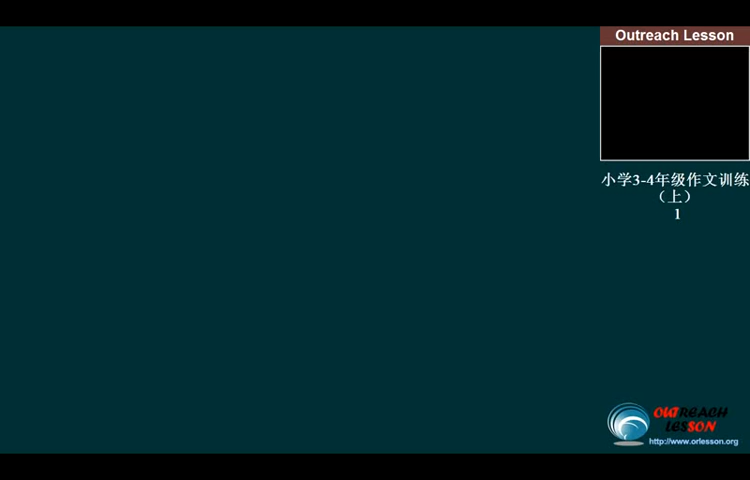 Outreach Lesson
小学3-4年级作文训练
（上）
1
OUTREACH
LESSON
http://www.orlesson.org